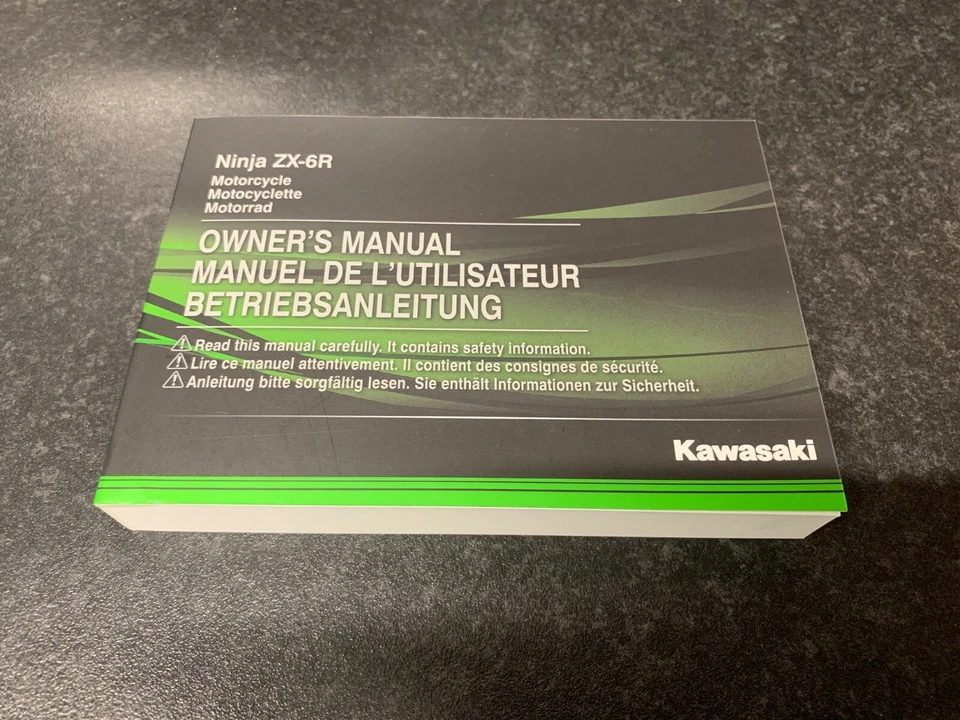 Ninja ZX-6R
Motorcycle
Motocyclette
Motorrad
OWNER'S MANUAL
MANUEL DE L'UTILISATEUR
BETRIEBSANLEITUNG
Read this manual carefully. It contains safety information.
Lire ce manuel attentivement. Il contient des consignes de sécurité.
Anleitung bitte sorgfältig lesen. Sie enthält Informationen zur Sicherheit.
Kawasaki